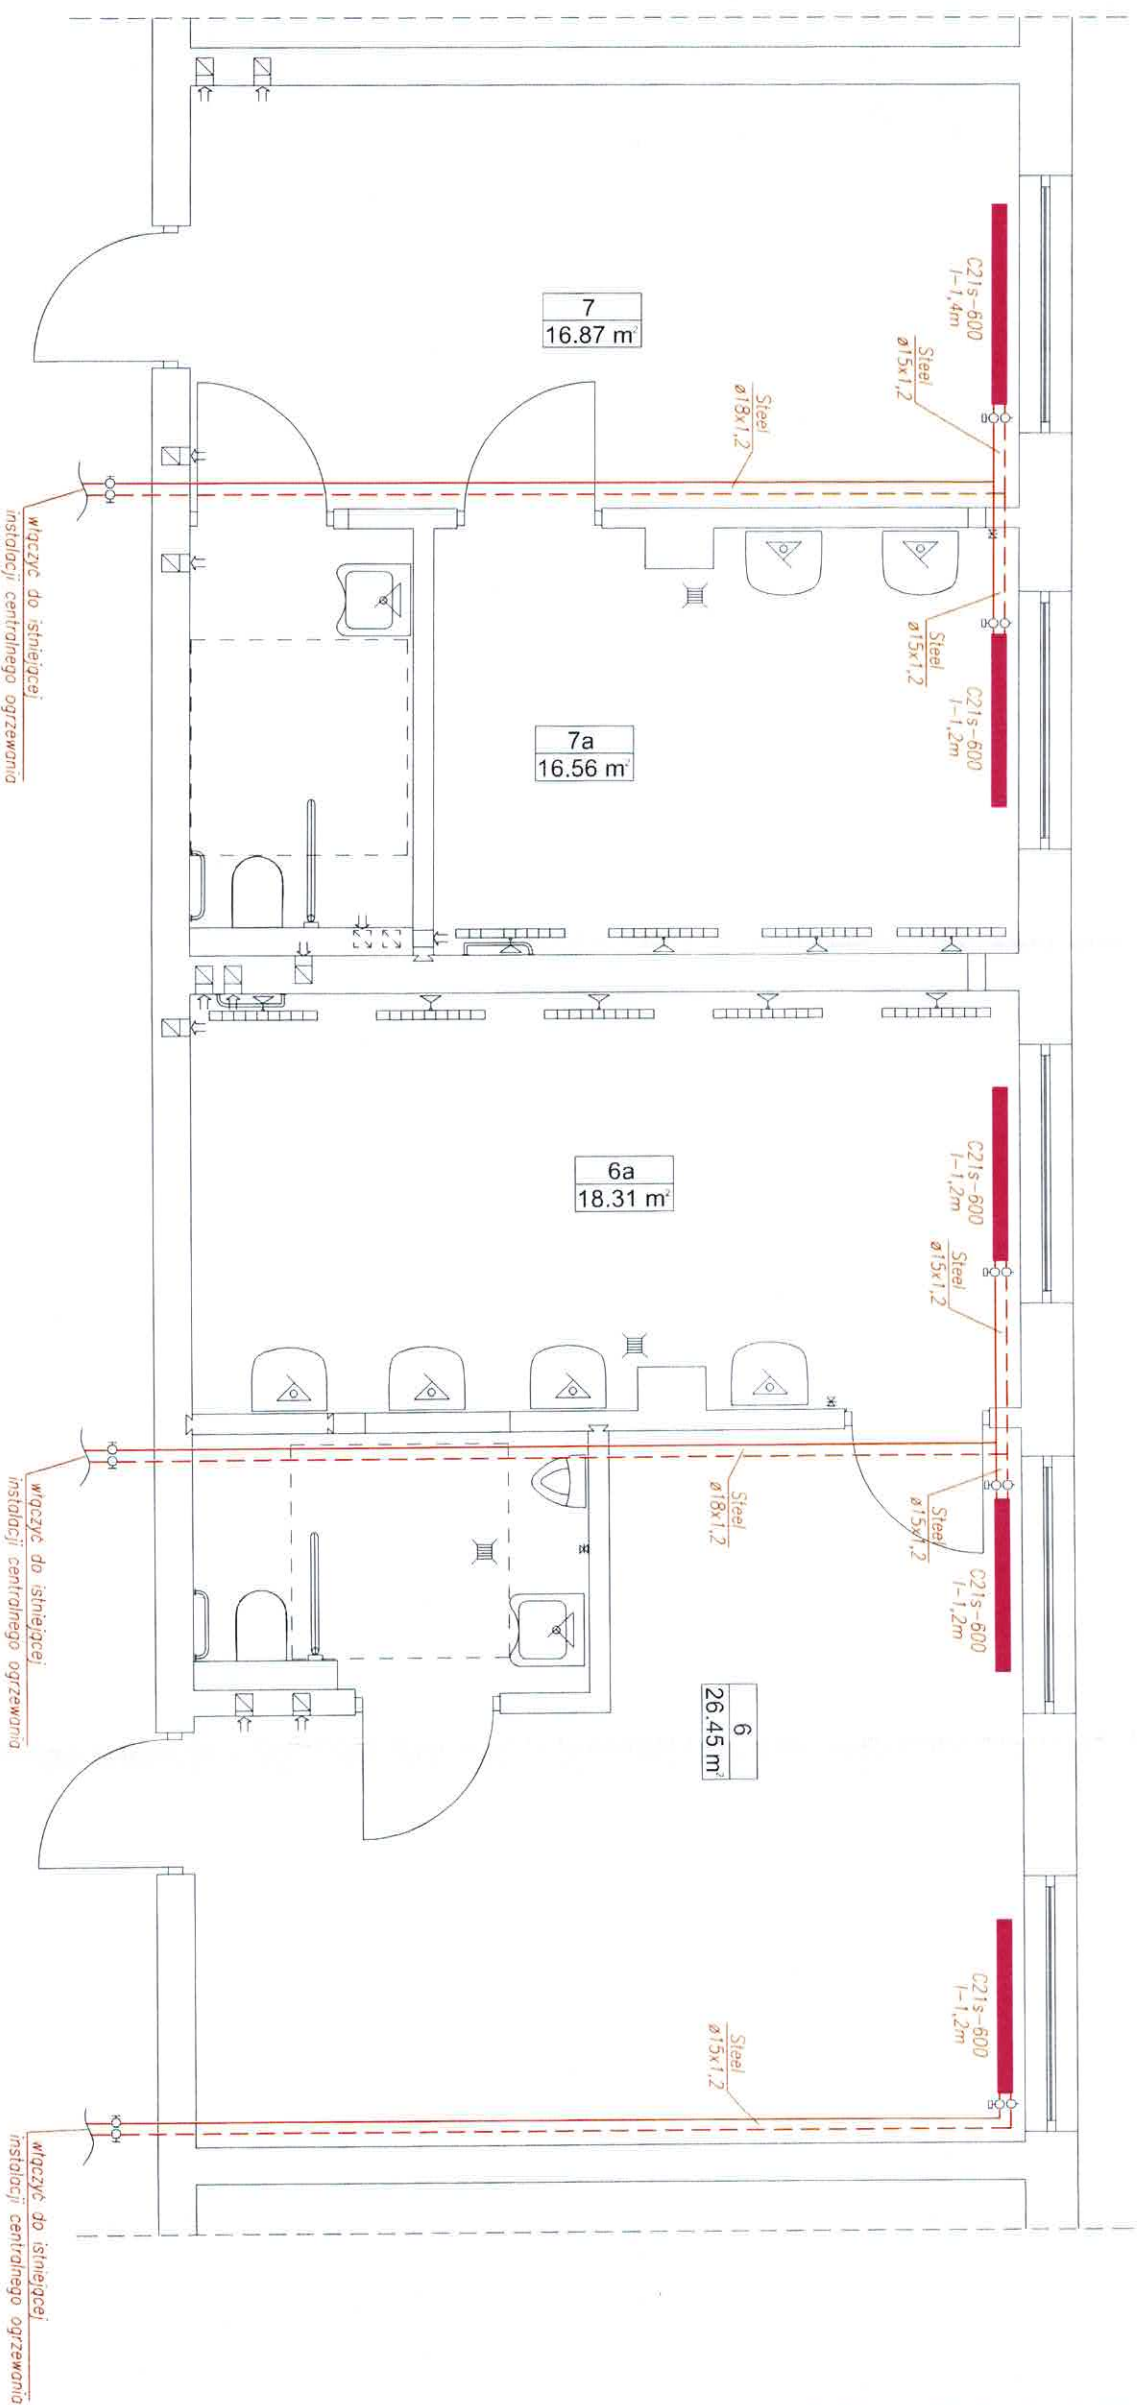 C21s-600
l-1,4m
Steel
ø15x1,2
7
16.87 m²
Steel
ø18x1,2
włączyć do istniejącej
instalacji centralnego ogrzewania
Steel
ø15x1,2
C21s-600
l-1,2m
7a
16.56 m²
C21s-600
l-1,2m
6a
18.31 m²
Steel
ø15x1,2
Steel
ø18x1,2
Steel
ø15x1,2
C21s-600
l-1,2m
włączyć do istniejącej
instalacji centralnego ogrzewania
6
26.45 m²
C21s-600
l-1,2m
Steel
ø15x1,2
włączyć do istniejącej
instalacji centralnego ogrzewania